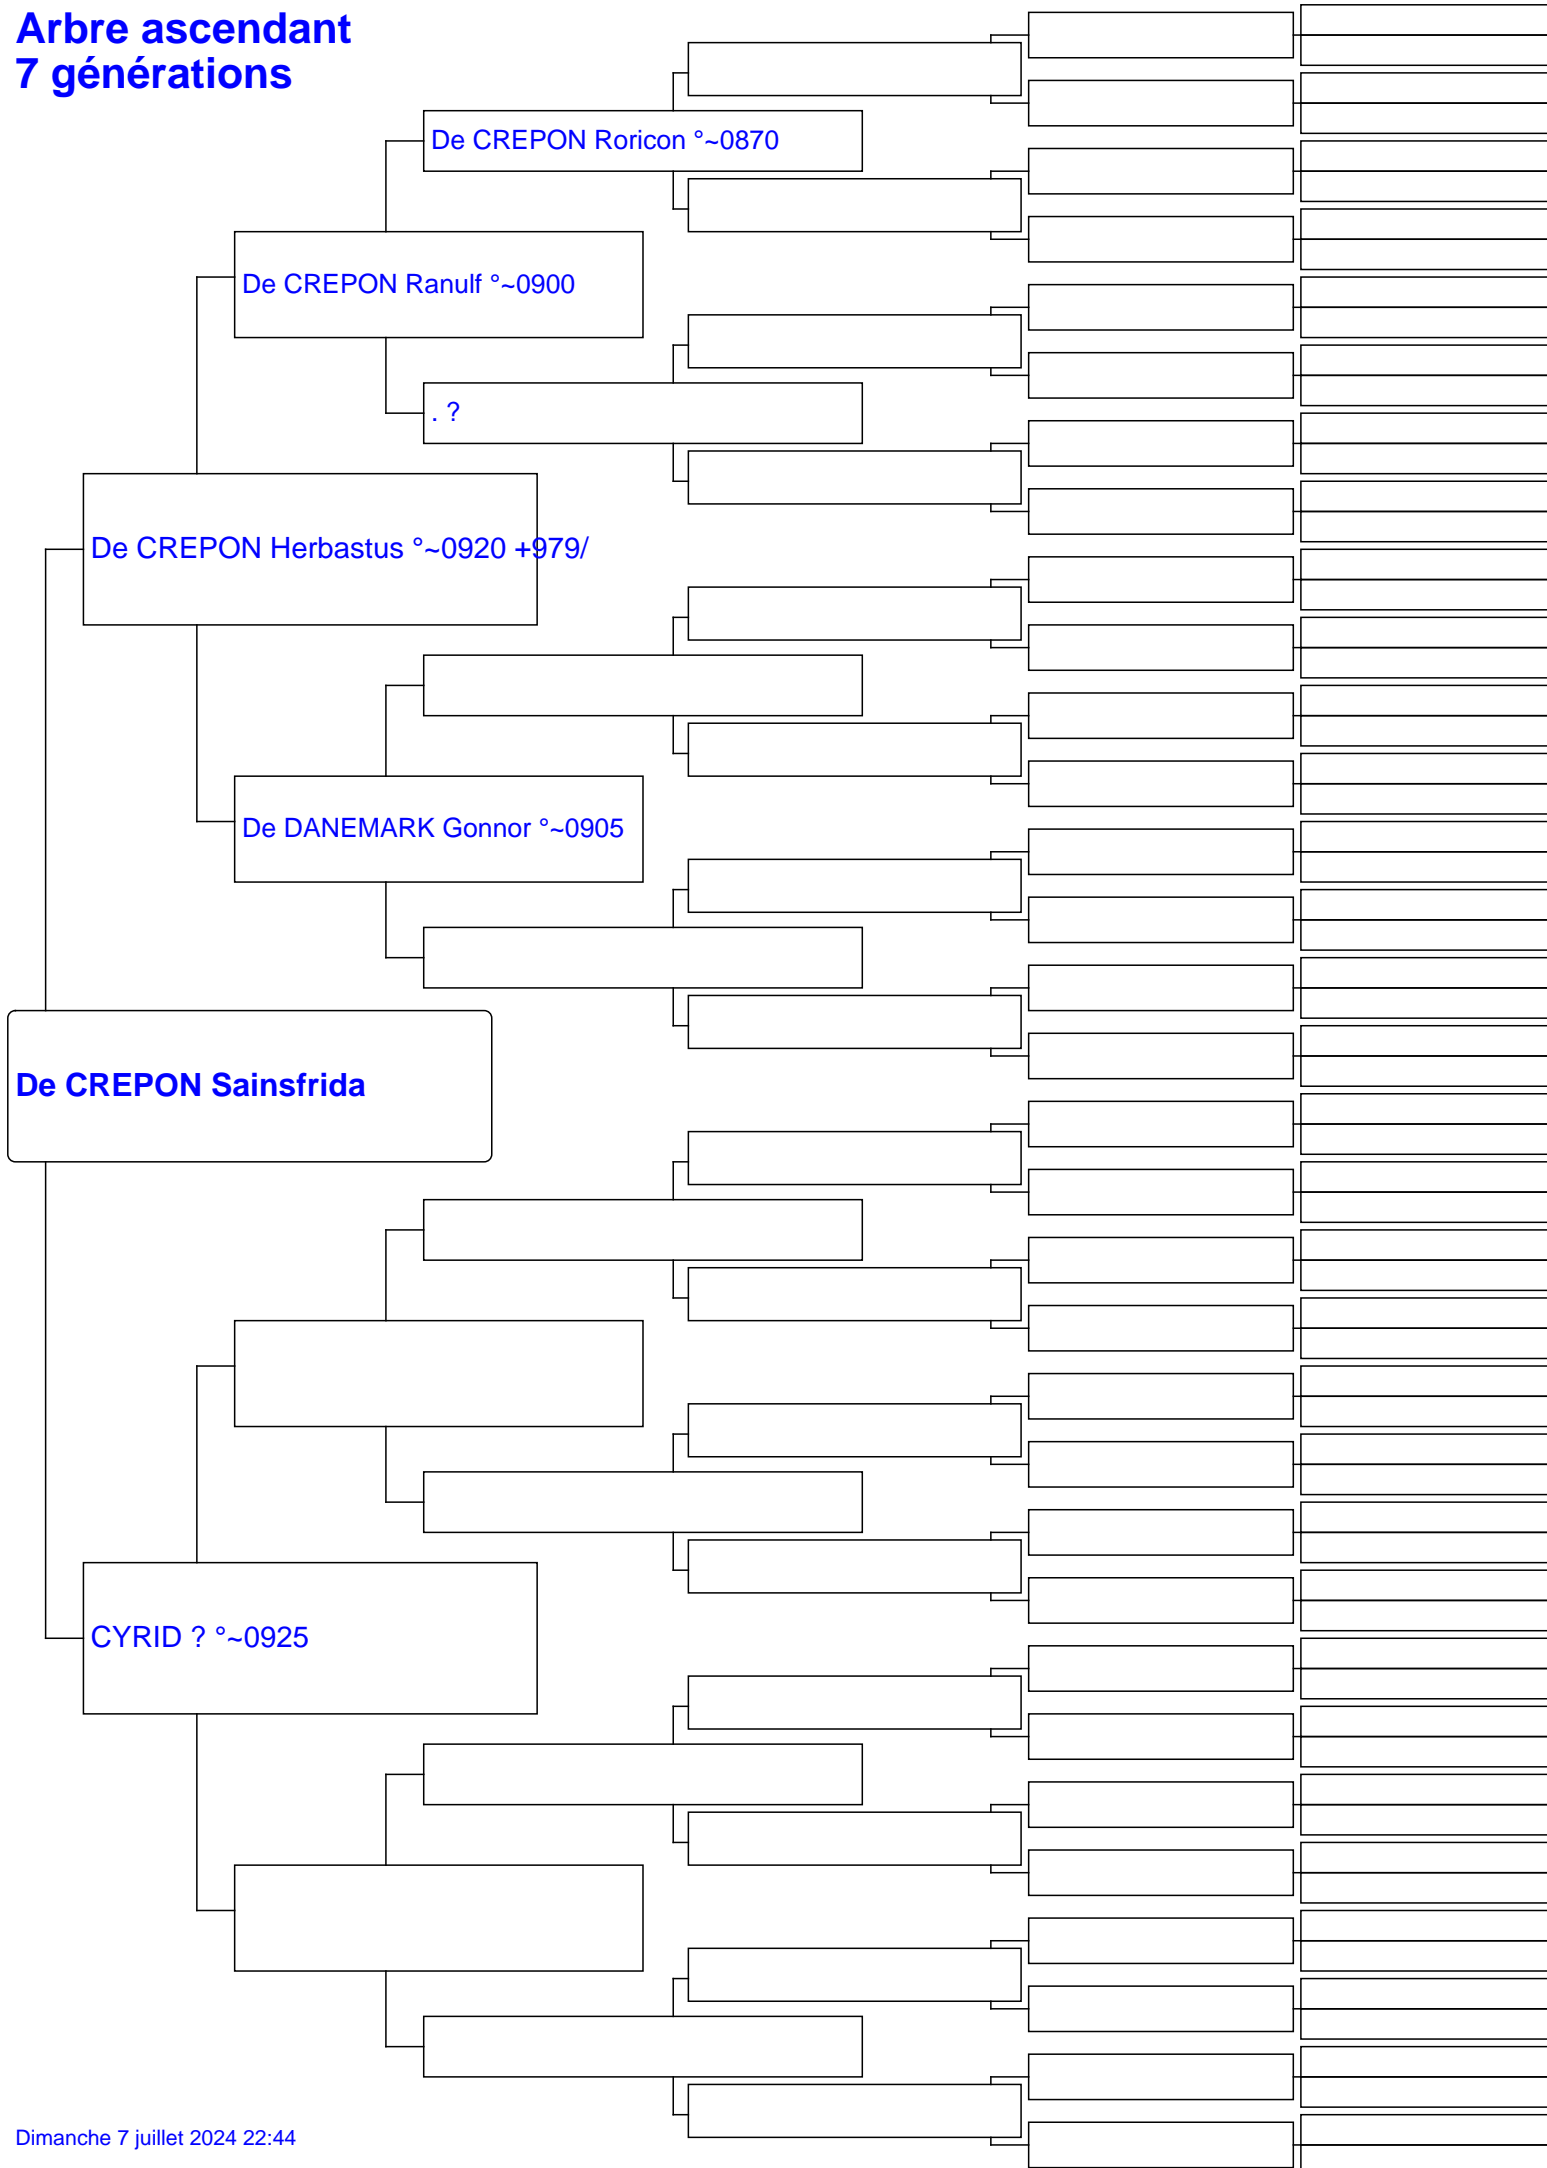 Arbre ascendant
7 générations
De CREPON Roricon °~0870
De CREPON Ranulf °~0900
. ?
De CREPON Herbastus °~0920 +979/
De DANEMARK Gonnor °~0905
De CREPON Sainsfrida
CYRID ? °~0925
Dimanche 7 juillet 2024 22:44